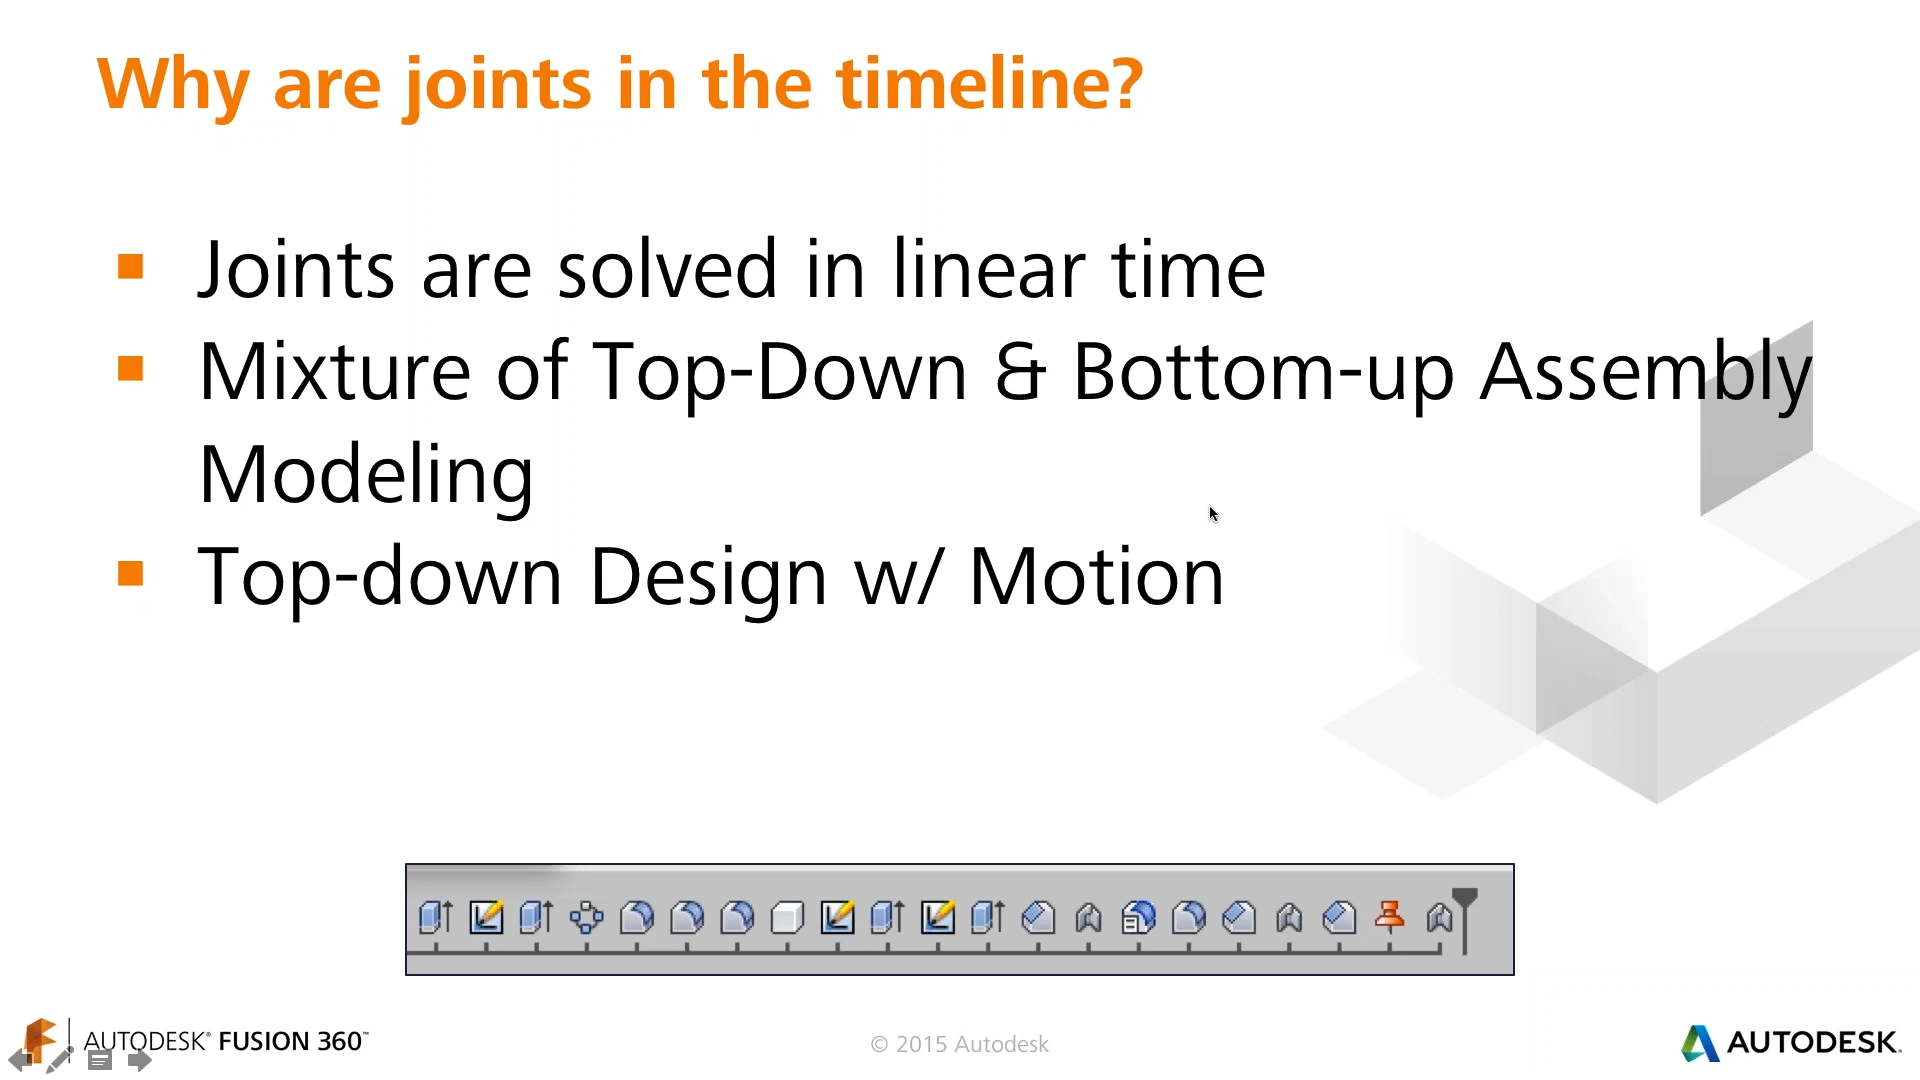 Why are joints in the timeline?
Joints are solved in linear time
Mixture of Top-Down & Bottom-up Assembly
Modeling
Top-down Design w/ Motion
AUTODESK® FUSION 360™
© 2015 Autodesk
AUTODESK.